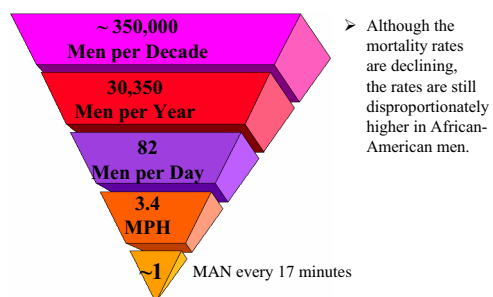 ~ 350,000
Men per Decade
30,350
Men per Year
82
Men per Day
3.4
MPH
~1
MAN every 17 minutes
➢ Although the
mortality rates
are declining,
the rates are still
disproportionately
higher in African-
American men.